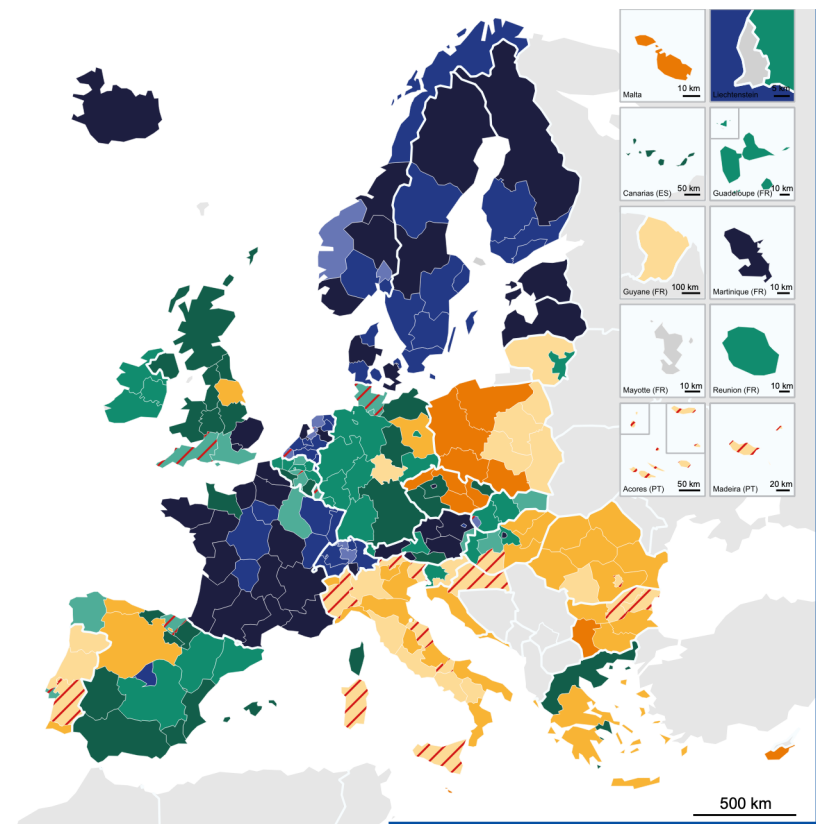 Malta
10 km
Liechtenstein
5 km
Canarias (ES)
50 km
Guadeloupe (FR)
10 km
Guyane (FR)
100 km
Martinique (FR)
10 km
Mayotte (FR)
10 km
Reunion (FR)
10 km
Acores (PT)
50 km
Madeira (PT)
20 km
500 km